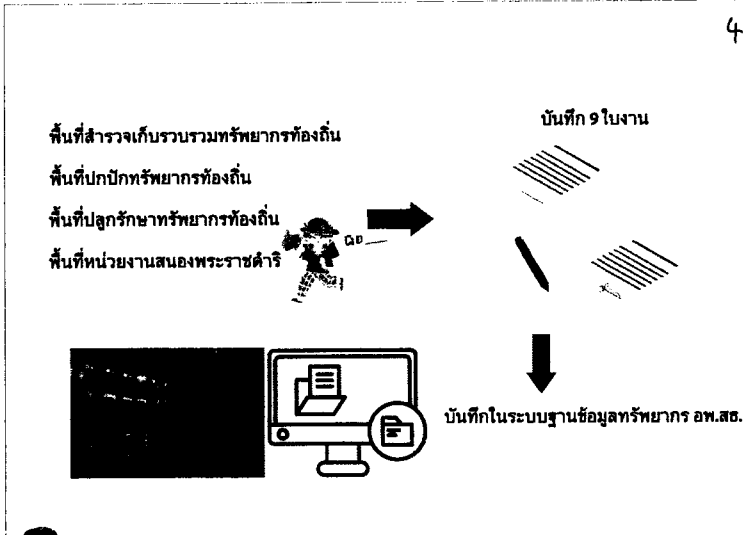 4
พื้นที่สำรวจเก็บรวบรวมทรัพยากรท้องถิ่น
พื้นที่ปกปักทรัพยากรท้องถิ่น
พื้นที่ปลูกรักษาทรัพยากรท้องถิ่น
พื้นที่หน่วยงานสนองพระราชดำริ
บันทึก 9 ใบงาน
บันทึกในระบบฐานข้อมูลทรัพยากร อพ.สธ.